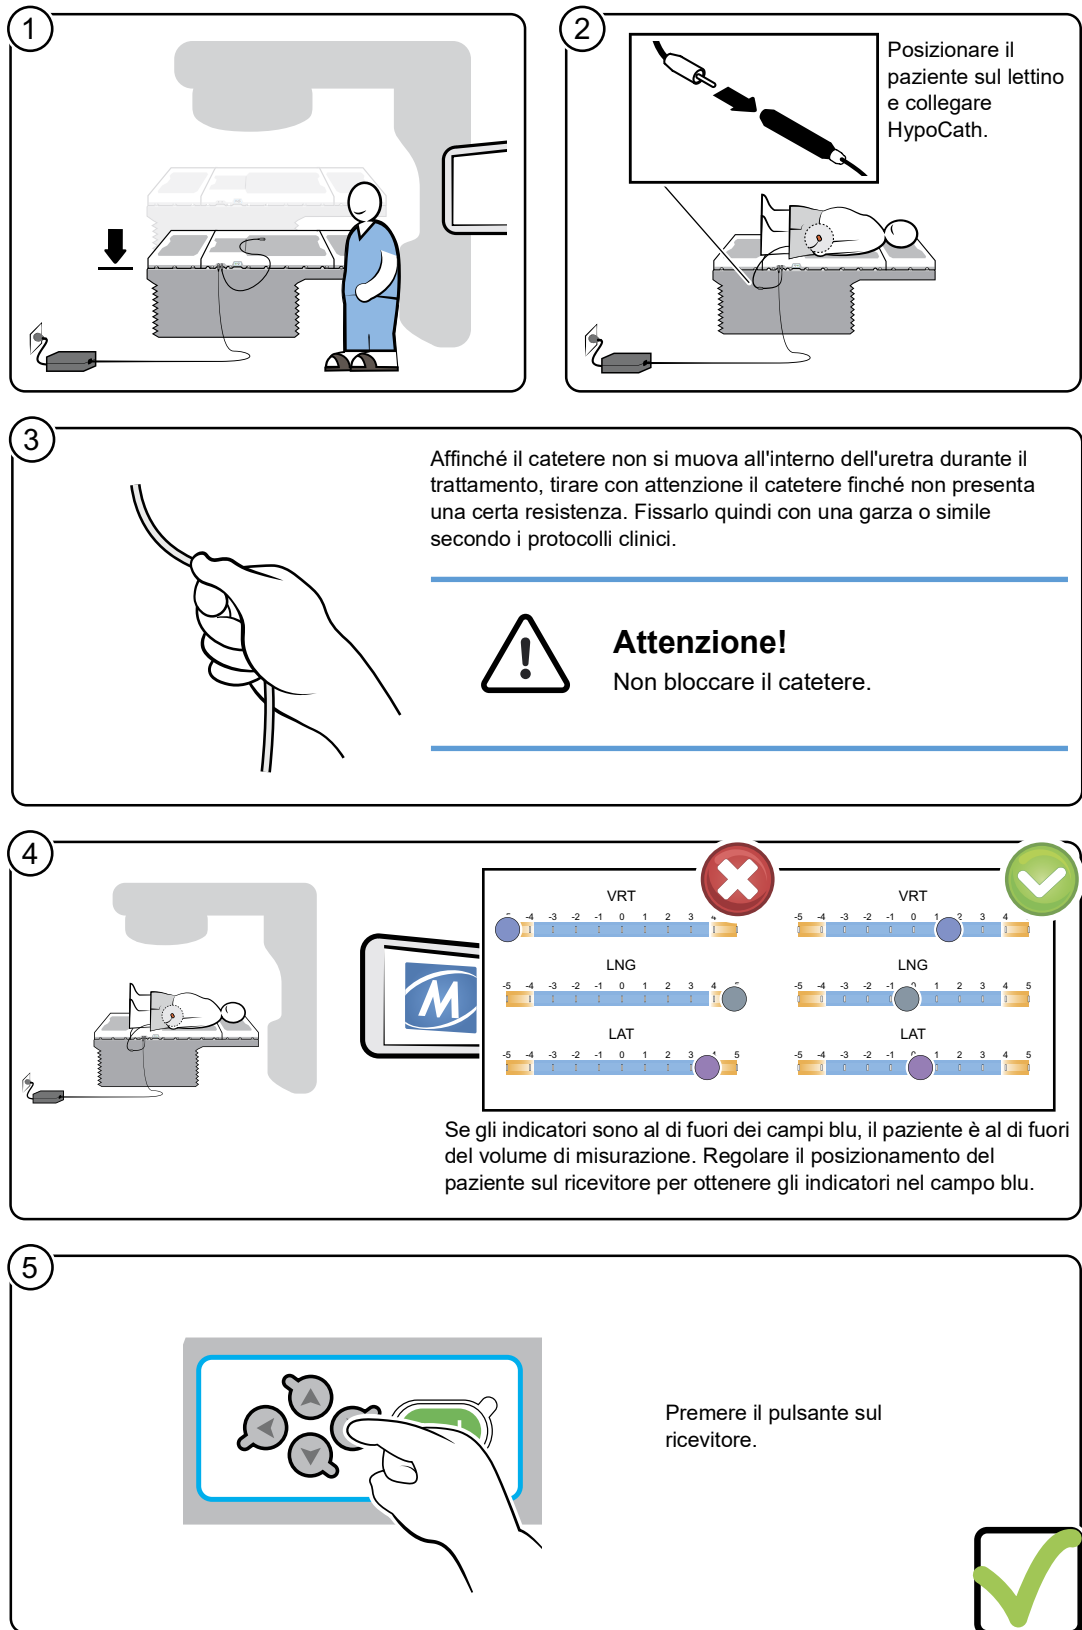 1
2
Posizionare il
paziente sul lettino
e collegare
HypoCath.
3
Affinché il catetere non si muova all'interno dell'uretra durante il
trattamento, tirare con attenzione il catetere finché non presenta
una certa resistenza. Fissarlo quindi con una garza o simile
secondo i protocolli clinici.
Attenzione!
Non bloccare il catetere.
4
M
VRT
-4 -3 -2 -1 0 1 2 3 4
LNG
-5 -4 -3 -2 -1 0 1 2 3 4
LAT
-5 -4 -3 -2 -1 0 1 2 3 4 5
VRT
-5 -4 -3 -2 -1 0 1 2 3 4
LNG
-5 -4 -3 -2 -1 0 1 2 3 4 5
LAT
-5 -4 -3 -2 -1 0 1 2 3 4 5
Se gli indicatori sono al di fuori dei campi blu, il paziente è al di fuori
del volume di misurazione. Regolare il posizionamento del
paziente sul ricevitore per ottenere gli indicatori nel campo blu.
5
Premere il pulsante sul
ricevitore.